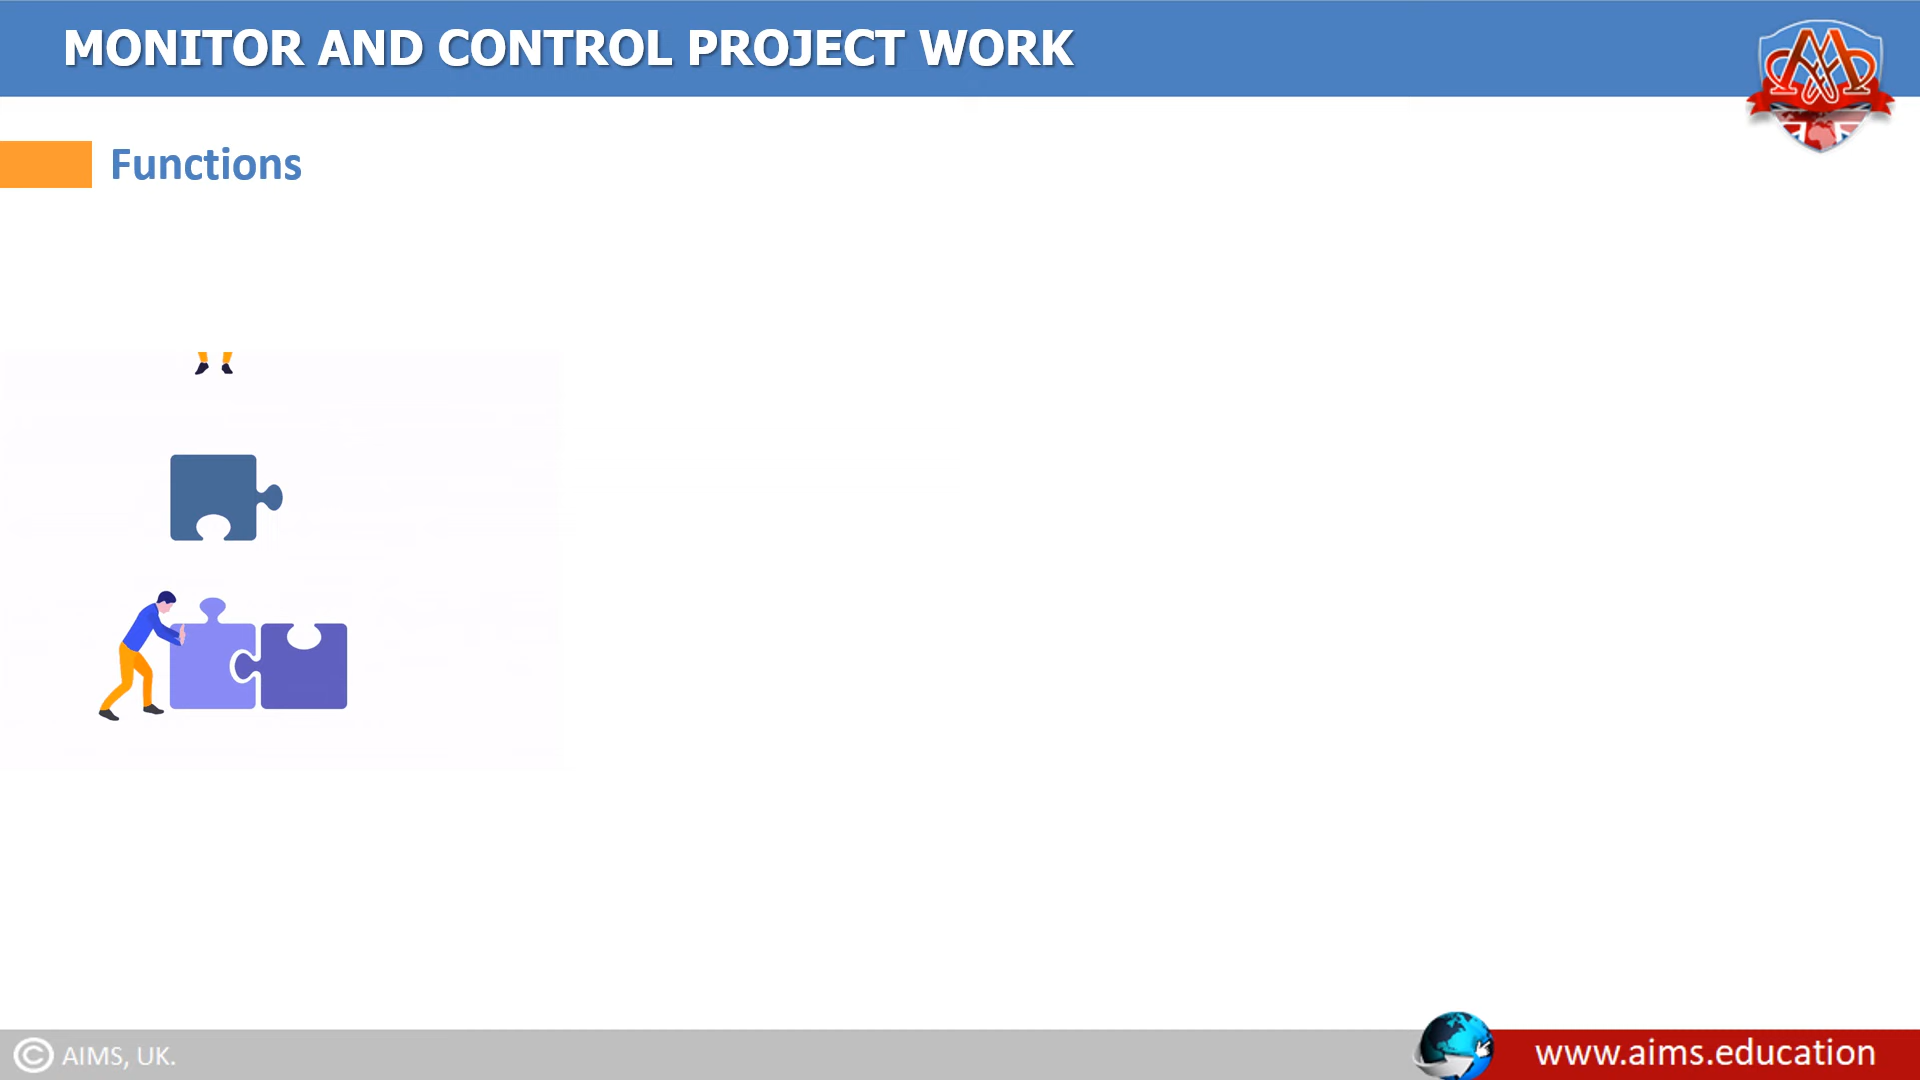 MONITOR AND CONTROL PROJECT WORK
Functions
© AIMS, UK.
www.aims.education